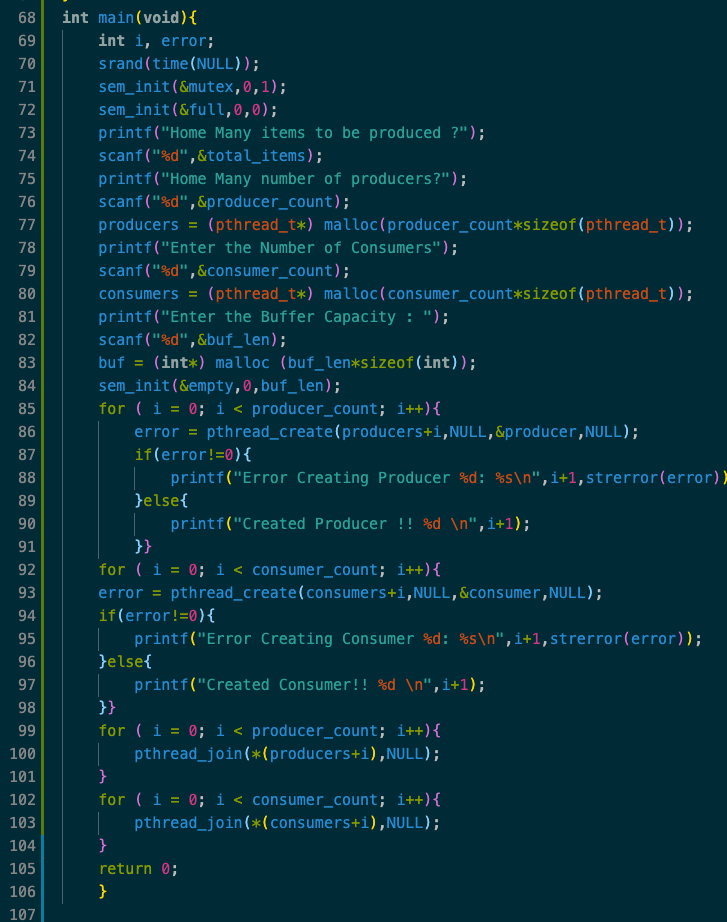 68 int main(void){
69 int i, error;
70 srand(time(NULL));
71 sem_init(&mutex,0,1);
72 sem_init(&full,0,0);
73 printf("Home Many items to be produced ?");
74 scanf("%d",&total_items);
75 printf("Home Many number of producers?");
76 scanf("%d",&producer_count);
77 producers = (pthread_t*) malloc(producer_count*sizeof(pthread_t));
78 printf("Enter the Number of Consumers");
79 scanf("%d",&consumer_count);
80 consumers = (pthread_t*) malloc(consumer_count*sizeof(pthread_t));
81 printf("Enter the Buffer Capacity : ");
82 scanf("%d",&buf_len);
83 buf = (int*) malloc (buf_len*sizeof(int));
84 sem_init(&empty,0,buf_len);
85 for ( i = 0; i < producer_count; i++){
86 error = pthread_create(producers+i,NULL,&producer,NULL);
87 if(error!=0){
88 printf("Error Creating Producer %d: %s\n",i+1,strerror(error))
89 }else{
90 printf("Created Producer !! %d \n",i+1);
91 }}
92 for ( i = 0; i < consumer_count; i++){
93 error = pthread_create(consumers+i,NULL,&consumer,NULL);
94 if(error!=0){
95 printf("Error Creating Consumer %d: %s\n",i+1,strerror(error));
96 }else{
97 printf("Created Consumer!! %d \n",i+1);
98 }}
99 for ( i = 0; i < producer_count; i++){
100 pthread_join(*(producers+i),NULL);
101 }
102 for ( i = 0; i < consumer_count; i++){
103 pthread_join(*(consumers+i),NULL);
104 }
105 return 0;
106 }
107